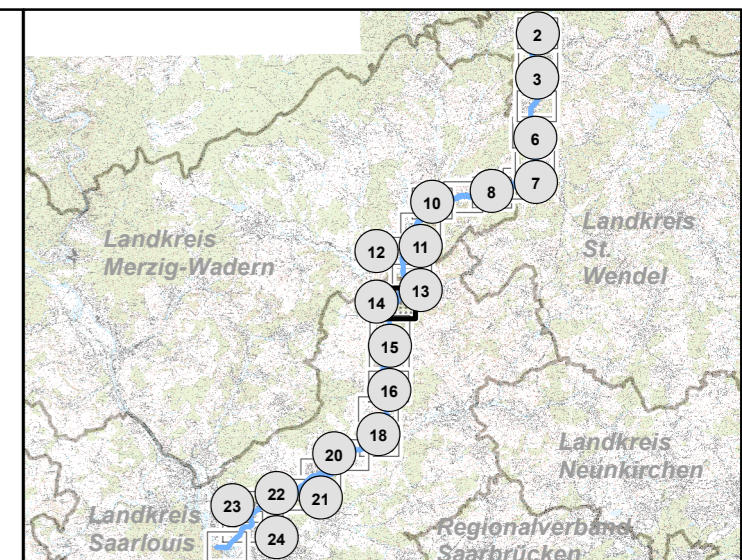 2
3
6
7
8
10
11
12
13
14
15
16
18
20
21
22
23
24
Landkreis
Merzig-Wadern
Landkreis
St.
Wendel
Landkreis
Neunkirchen
Landkreis
Saarlouis
Regionalverband
Saarbrücken